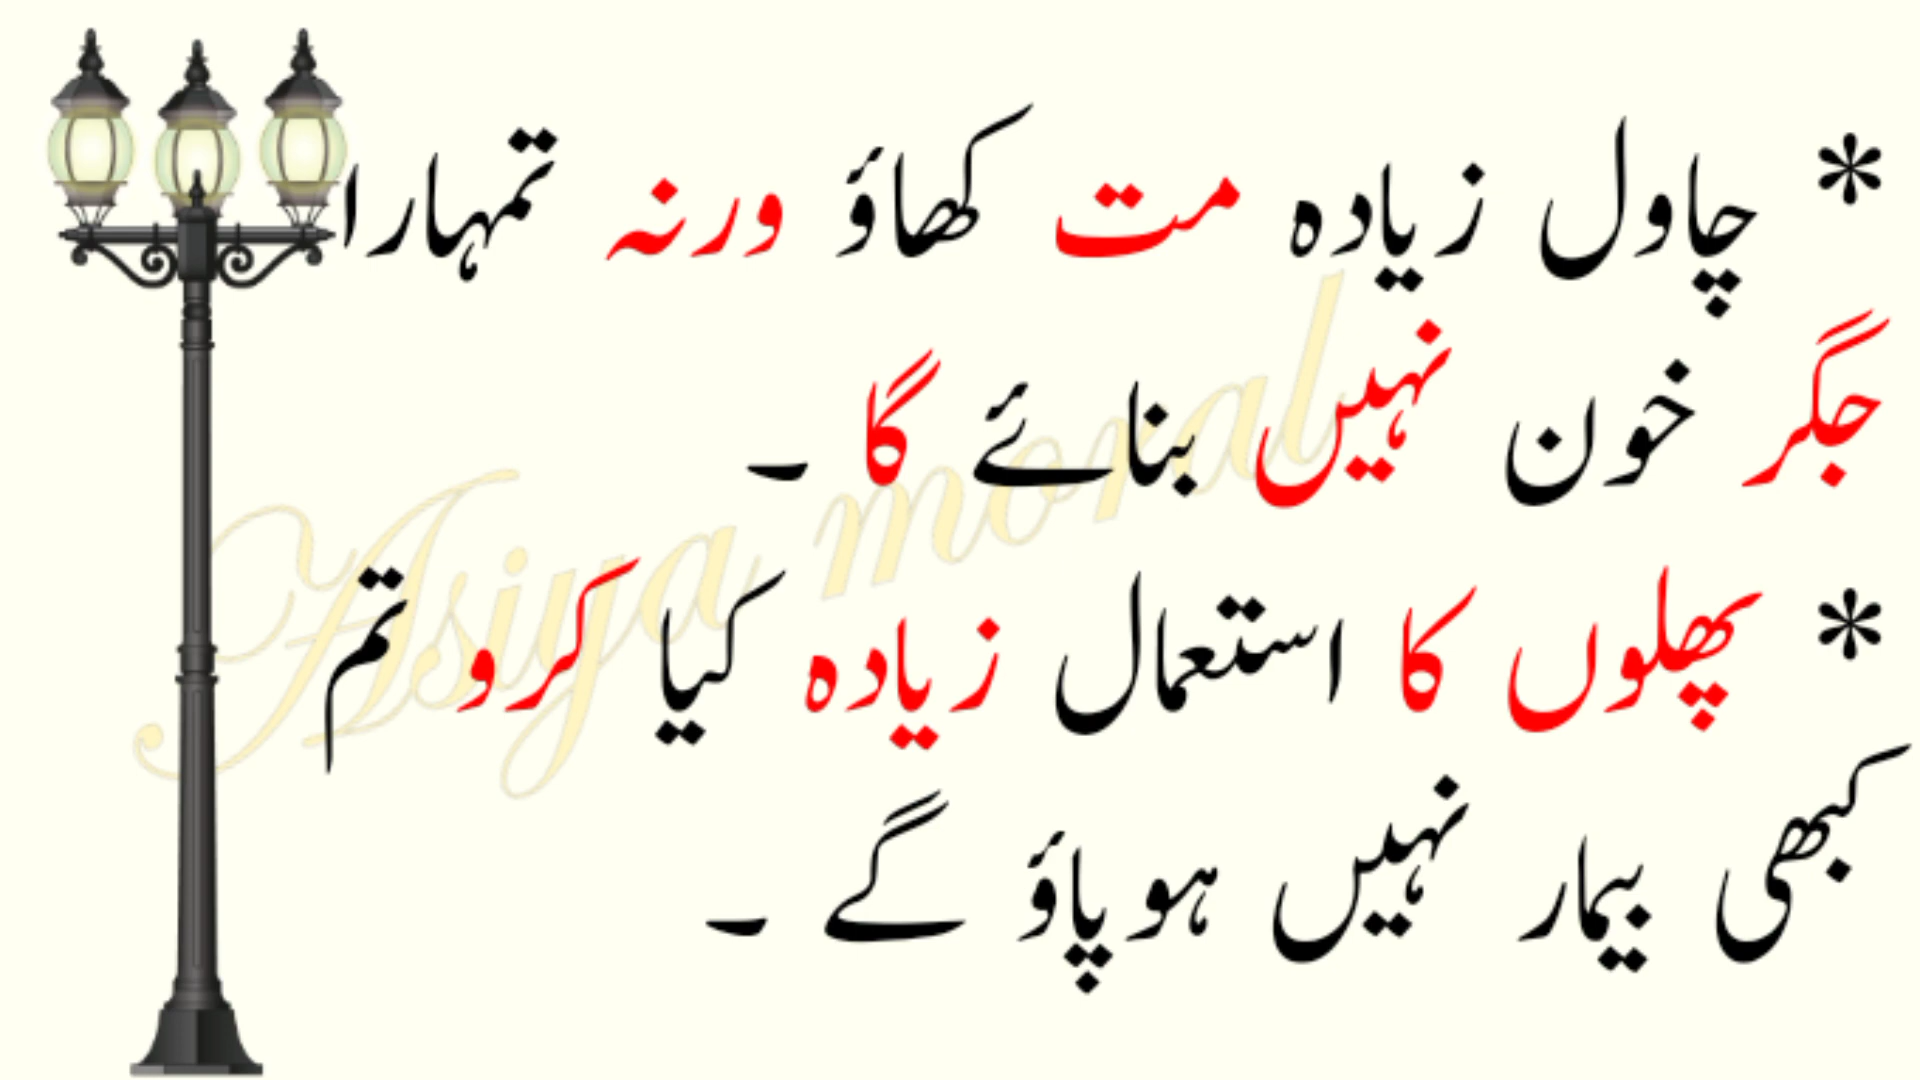 * چاول زیادہ مت کھاؤ ورنہ تمہارا
جگر خون نہیں بنائے گا ۔
* پھلوں کا استعمال زیادہ کیا کرو تم
کبھی بیمار نہیں ہو پاؤ گے ۔
Asiya moral